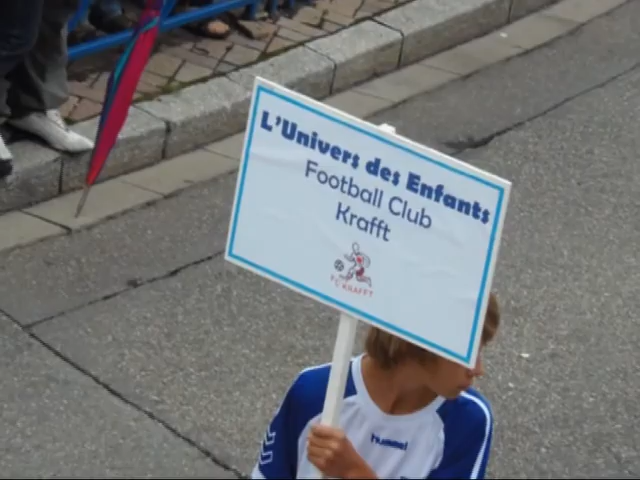 L'Univers des Enfants
Football Club
Krafft
FC KRAFFT
hummel